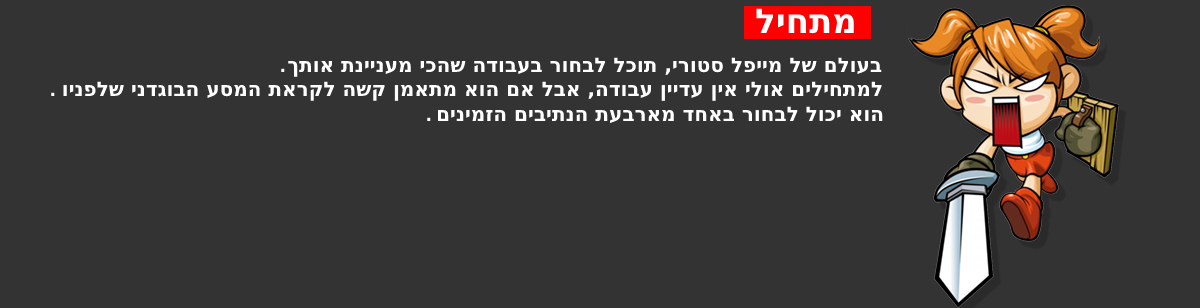 מתחיל
בעולם של מייפל סטורי, תוכל לבחור בעבודה שהכי מעניינת אותך.
למתחילים אולי אין עדיין עבודה, אבל אם הוא מתאמן קשה לקראת המסע הבוגדני שלפניו .
הוא יכול לבחור באחד מארבעת הנתיבים הזמינים .